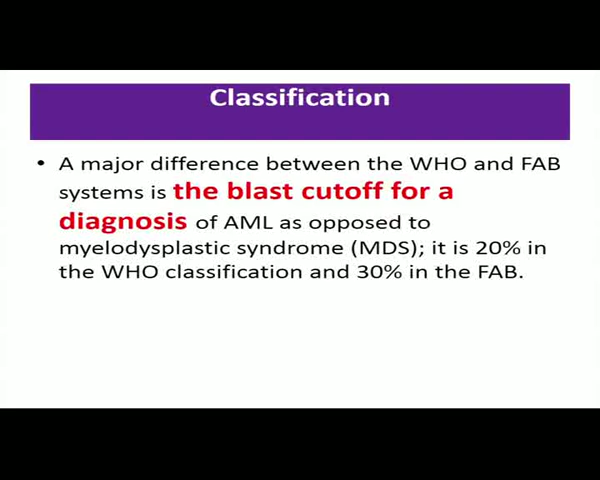 Classification
• A major difference between the WHO and FAB
systems is the blast cutoff for a
diagnosis of AML as opposed to
myelodysplastic syndrome (MDS); it is 20% in
the WHO classification and 30% in the FAB.